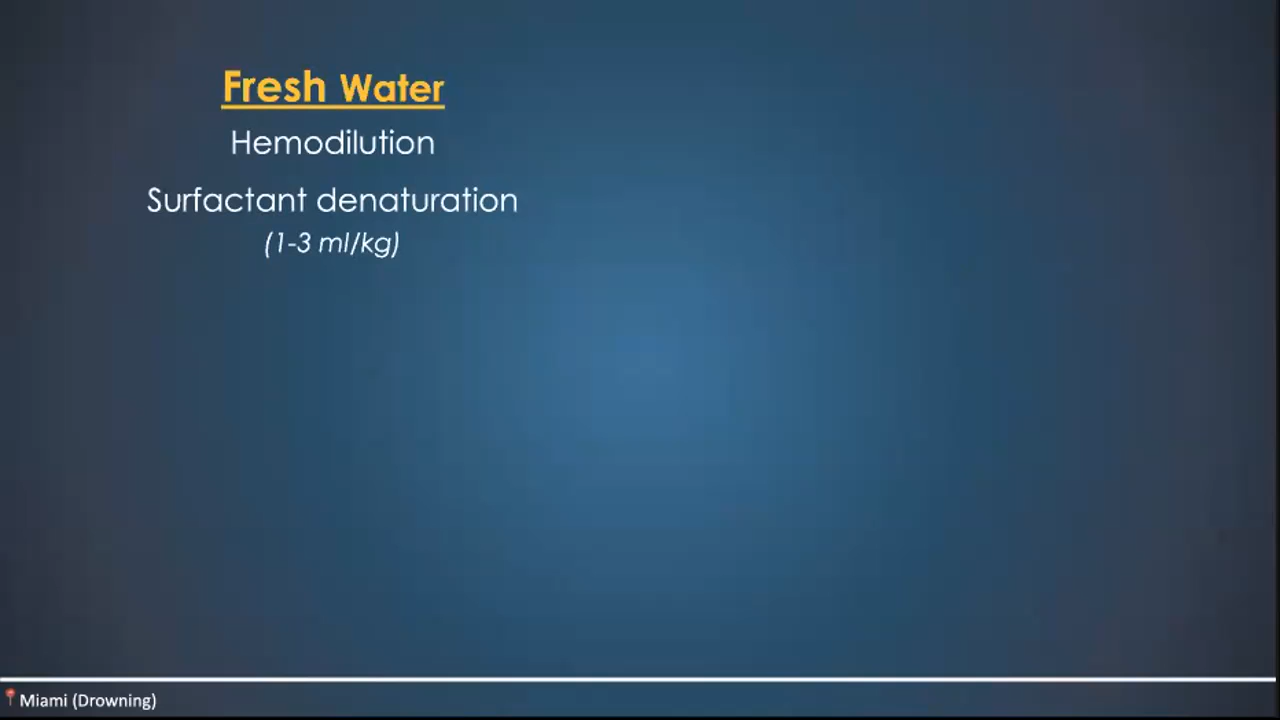 Fresh Water
Hemodilution
Surfactant denaturation
(1-3 ml/kg)
Miami (Drowning)